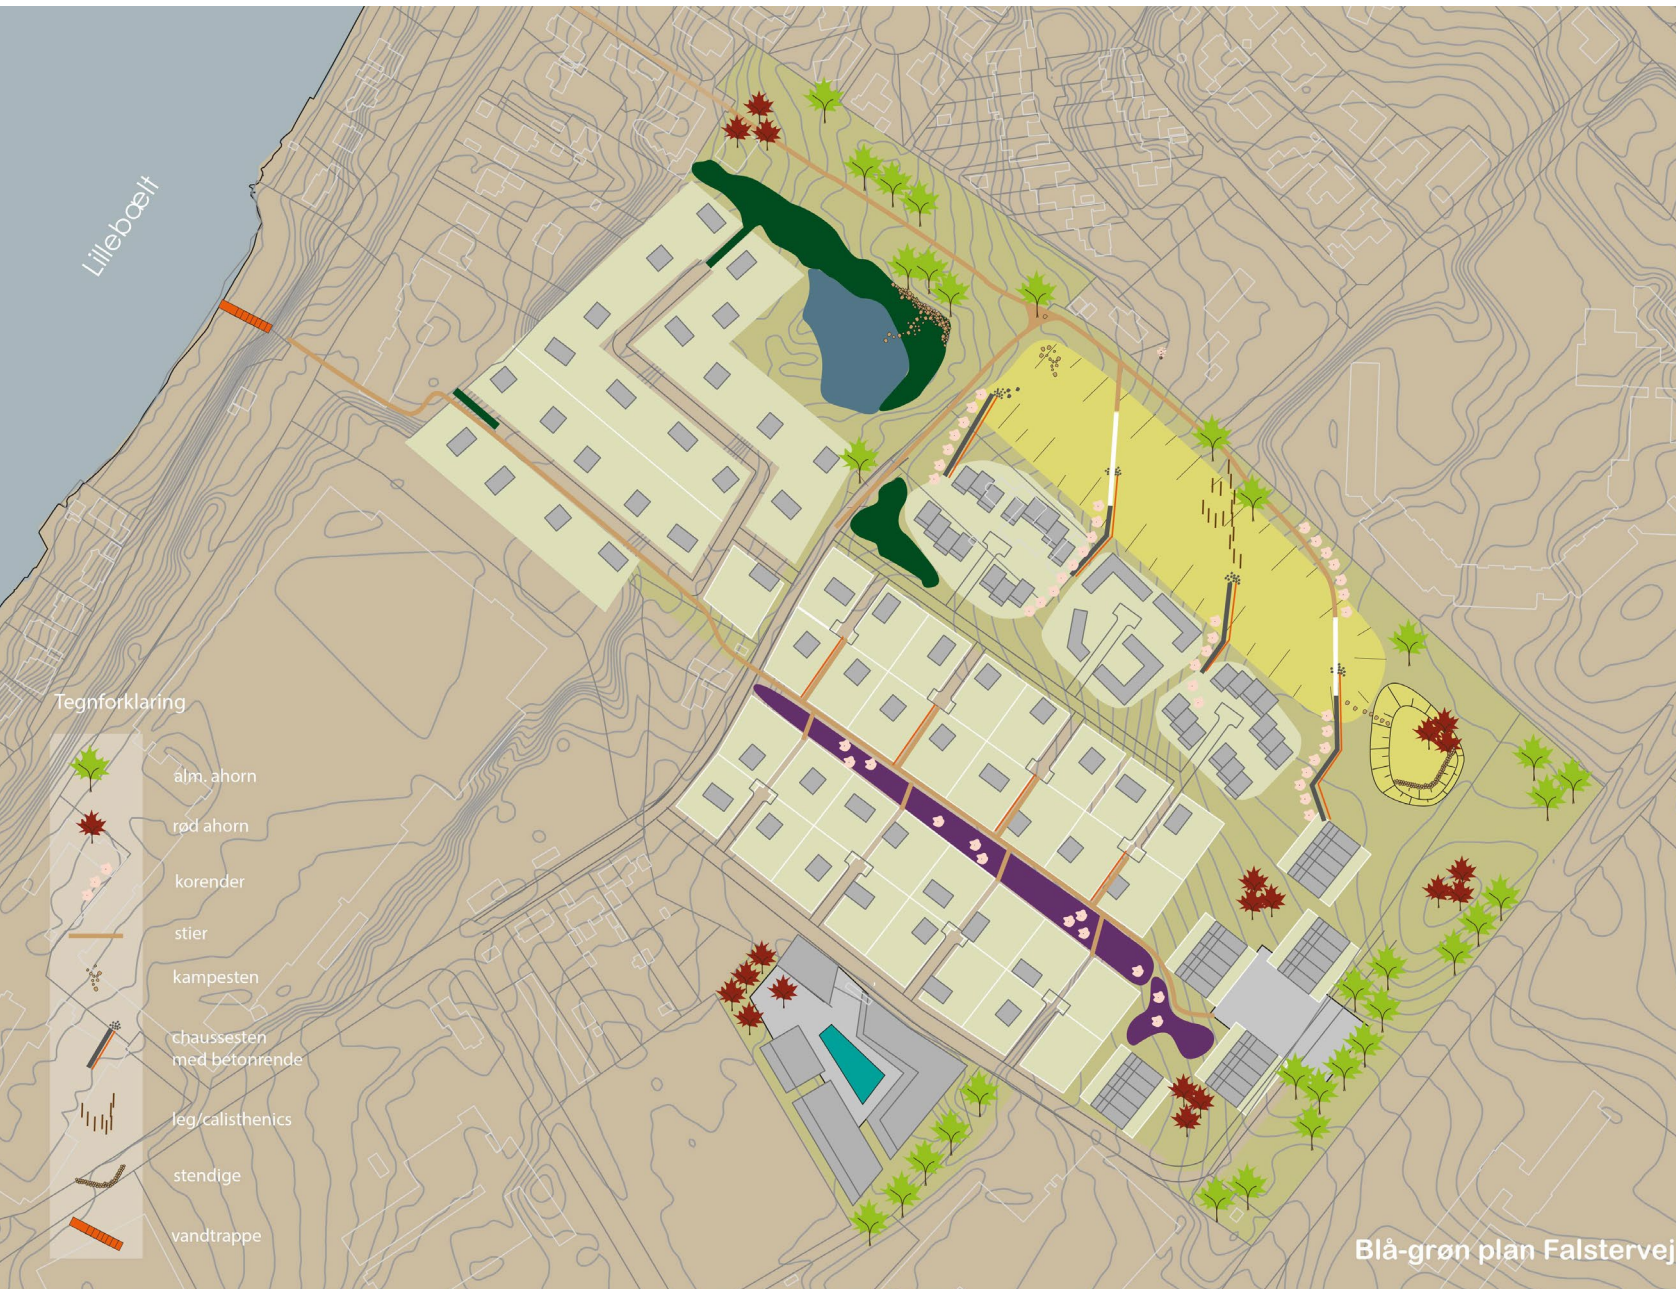 Lillebælt
Tegnforklaring
alm. ahorn
rød ahorn
korender
stier
kampesten
chaussesten
med betonrende
leg/calisthenics
stendige
vandtrappe
Blå-grøn plan Falstervej